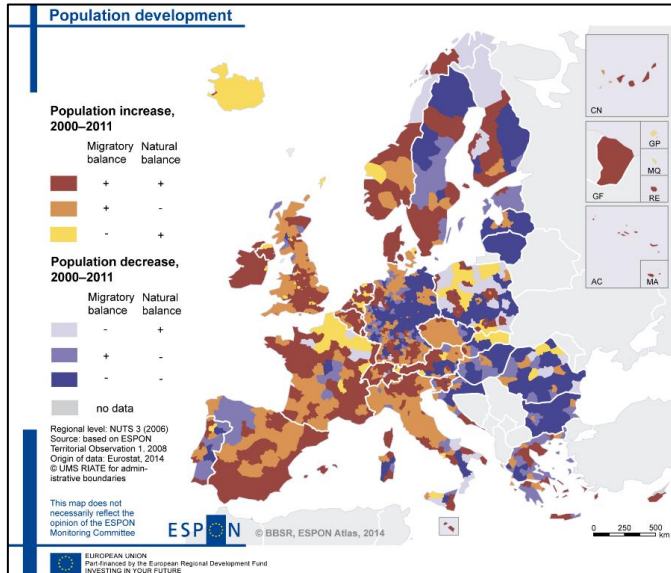 Population development
Population increase,
2000–2011
Migratory balance
Natural balance
+ +
+ -
- +
Population decrease,
2000–2011
Migratory balance
Natural balance
- +
+ -
- -
no data
Regional level: NUTS 3 (2006)
Source: based on ESPON
Territorial Observation 1, 2008
Origin of data: Eurostat, 2014
© UMS RIATE for admin-
istrative boundaries
This map does not
necessarily reflect the
opinion of the ESPON
Monitoring Committee
ESPON
© BBSR, ESPON Atlas, 2014
EUROPEAN UNION
Part-financed by the European Regional Development Fund
INVESTING IN YOUR FUTURE
CN
GF
GP
MQ
RE
AC
MA
0 250 500
km